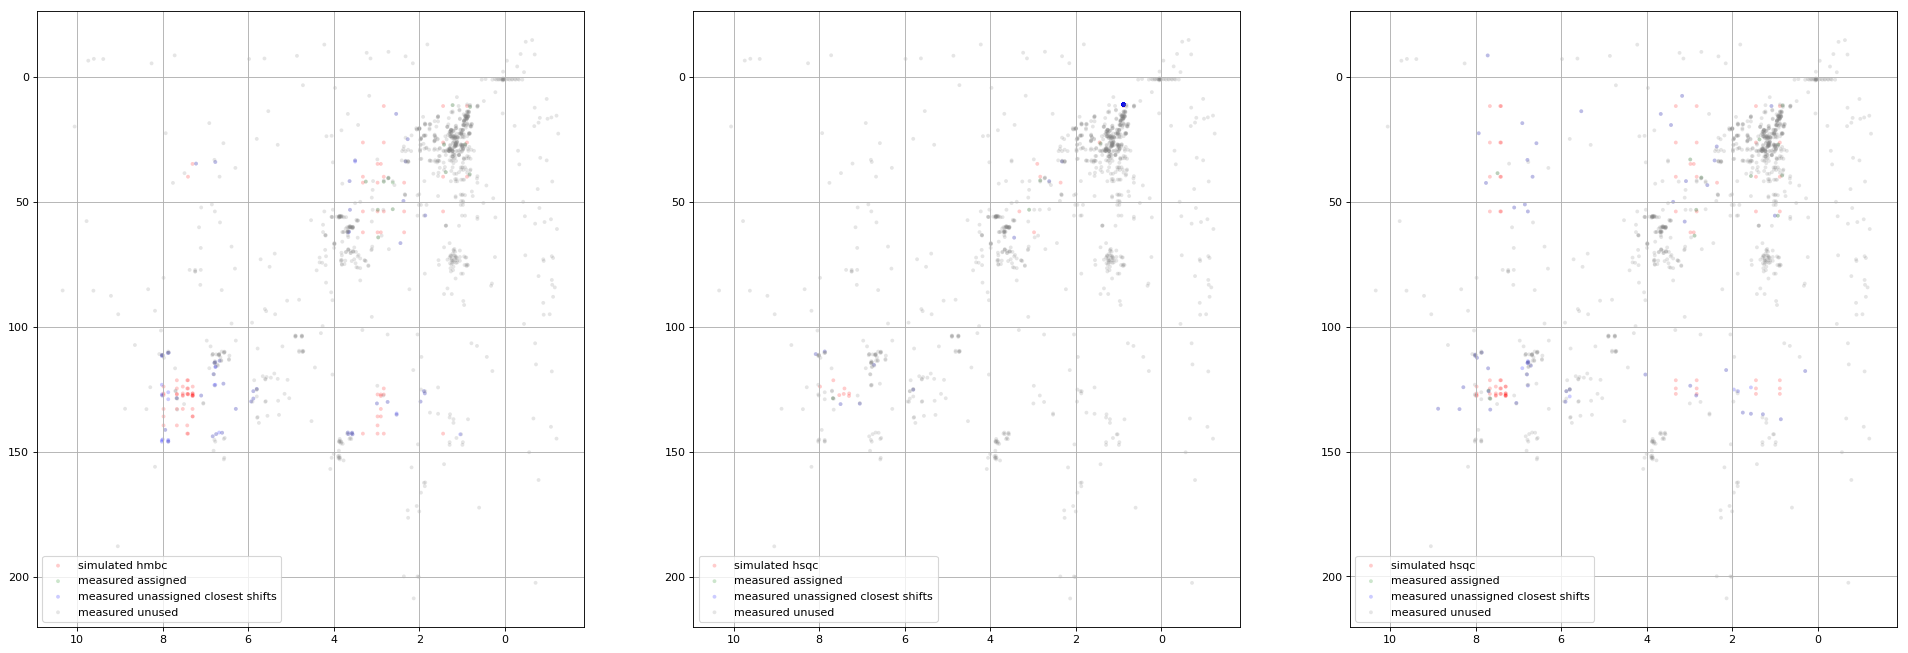 0
50
100
150
200
10 8 6 4 2 0
simulated hmbc
measured assigned
measured unassigned closest shifts
measured unused
0
50
100
150
200
10 8 6 4 2 0
simulated hsqc
measured assigned
measured unassigned closest shifts
measured unused
0
50
100
150
200
10 8 6 4 2 0
simulated hsqc
measured assigned
measured unassigned closest shifts
measured unused